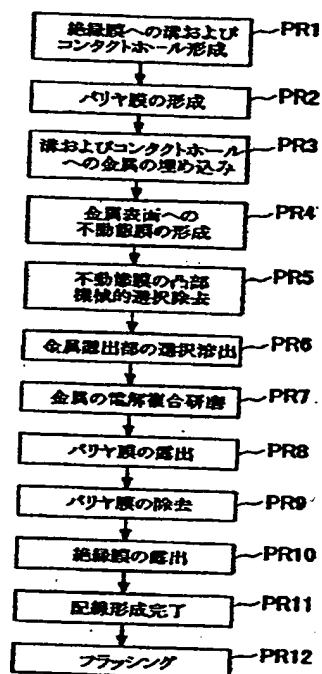 絶縁膜への溝および
コンタクトホール形成
PR1
バリヤ膜の形成
PR2
溝およびコンタクトホール
への金属の埋め込み
PR3
金属表面への
不動態膜の形成
PR4
不動態膜の凸部
機械的選択除去
PR5
金属露出部の選択溶出
PR6
金属の電解複合研磨
PR7
バリヤ膜の露出
PR8
バリヤ膜の除去
PR9
絶縁膜の露出
PR10
配線形成完了
PR11
フラッシング
PR12